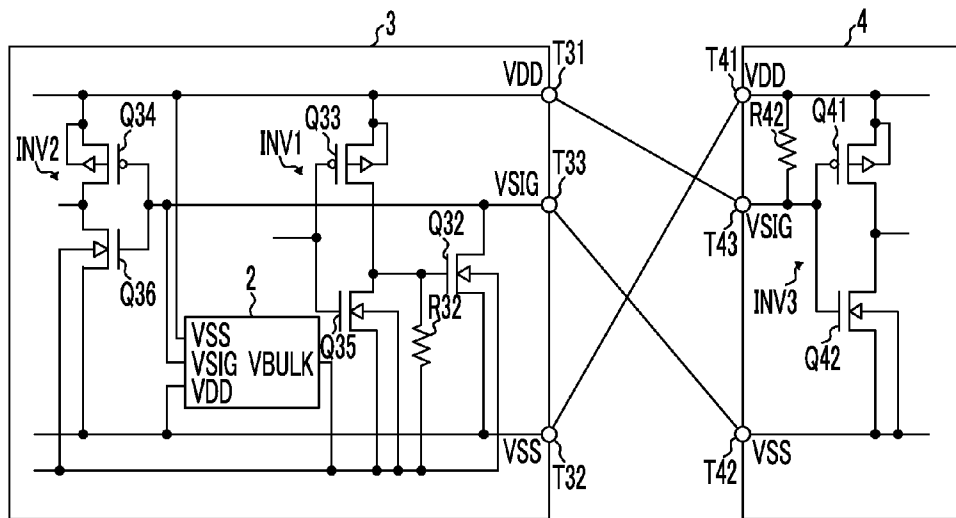 3
4
T31
T41
VDD
VDD
Q34
Q33
R42
Q41
INV2
INV1
T33
VSIG
VSIG
T43
Q32
Q36
2
R32
INV3
Q35
Q42
VSS
VSIG VBULK
VDD
VSS
VSS
T32
T42